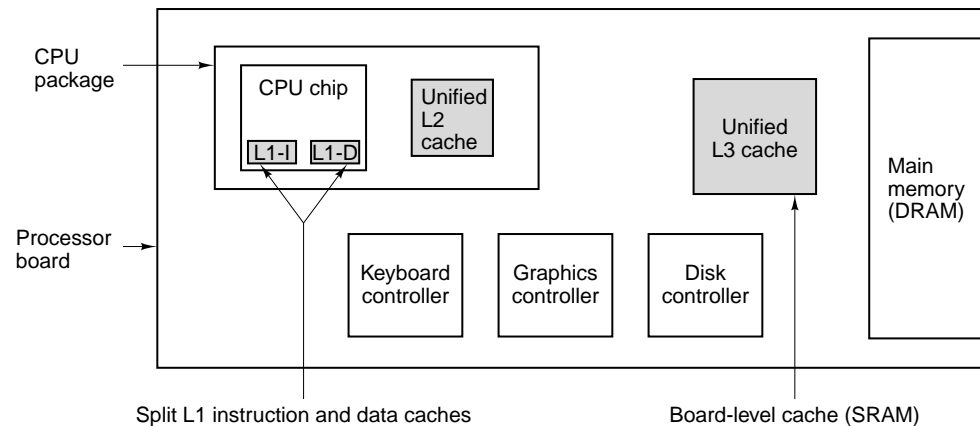 CPU
package
CPU chip
L1-I
L1-D
Unified
L2
cache
Unified
L3 cache
Main
memory
(DRAM)
Processor
board
Keyboard
controller
Graphics
controller
Disk
controller
Split L1 instruction and data caches
Board-level cache (SRAM)